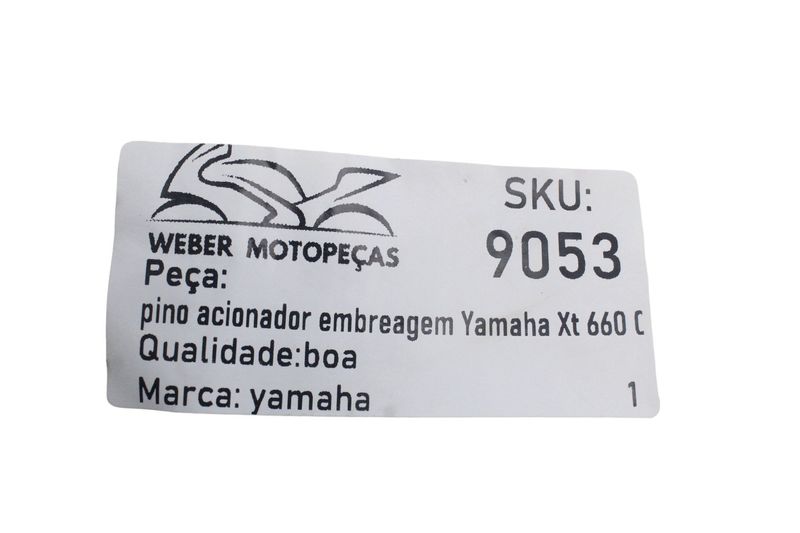 WEBER MOTOPEÇAS
SKU:
9053
Peça:
pino acionador embreagem Yamaha Xt 660 C
Qualidade:boa
Marca: yamaha
1